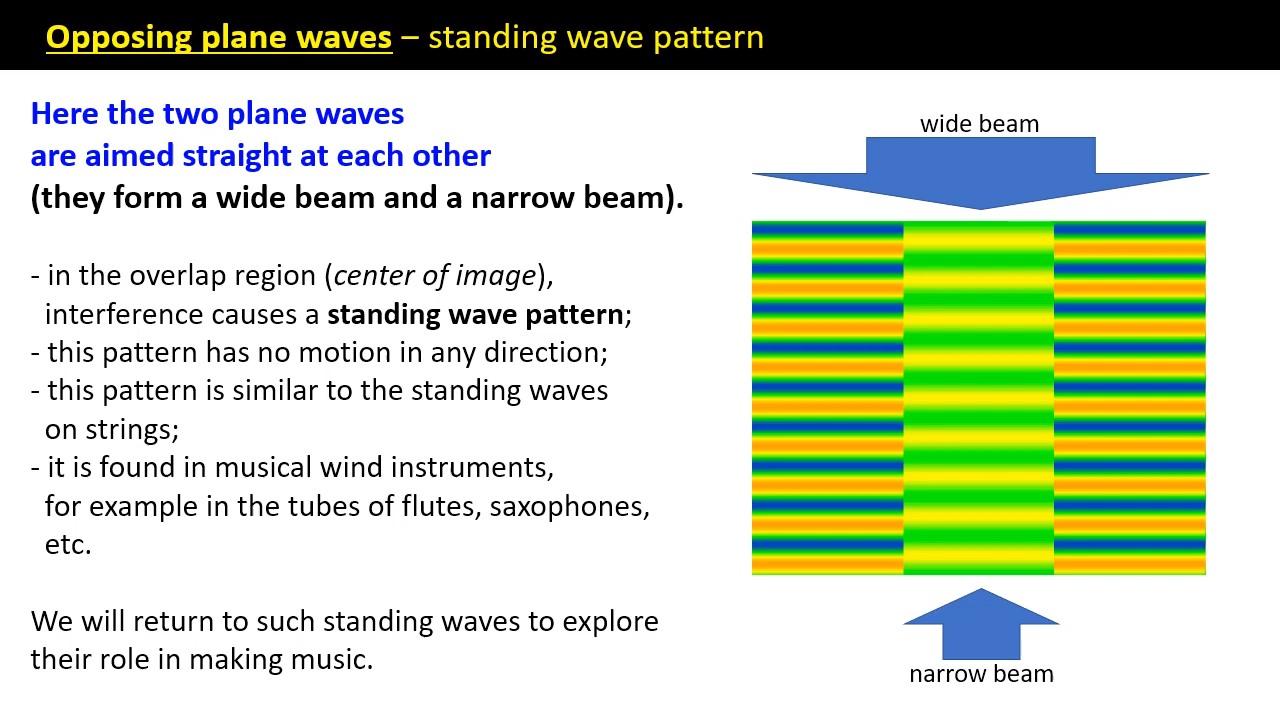 Opposing plane waves – standing wave pattern
Here the two plane waves
are aimed straight at each other
(they form a wide beam and a narrow beam).
- in the overlap region (center of image),
interference causes a standing wave pattern;
- this pattern has no motion in any direction;
- this pattern is similar to the standing waves
on strings;
- it is found in musical wind instruments,
for example in the tubes of flutes, saxophones,
etc.
We will return to such standing waves to explore
their role in making music.
wide beam
narrow beam